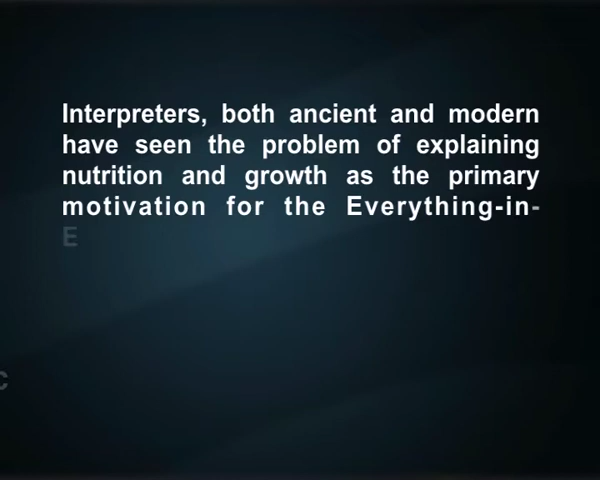 Interpreters, both ancient and modern
have seen the problem of explaining
nutrition and growth as the primary
motivation for the Everything-in-
E
c